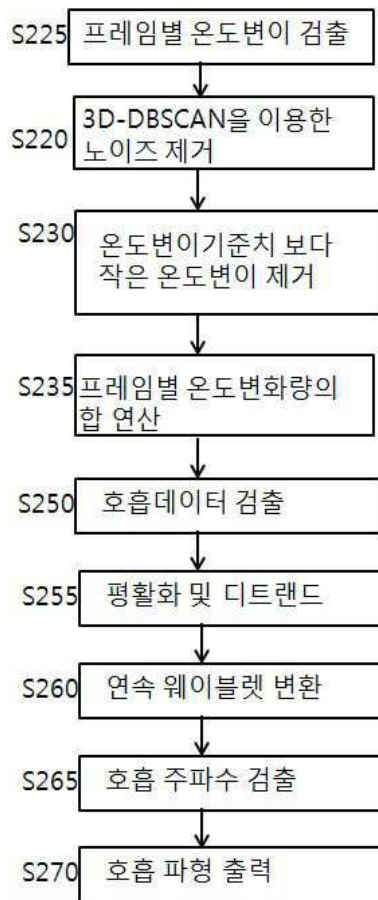 S225 프레임별 온도변이 검출
S220 3D-DBSCAN을 이용한
노이즈 제거
S230 온도변이기준치 보다
작은 온도변이 제거
S235 프레임별 온도변화량의
합 연산
S250 호흡데이터 검출
S255 평활화 및 디트랜드
S260 연속 웨이블렛 변환
S265 호흡 주파수 검출
S270 호흡 파형 출력